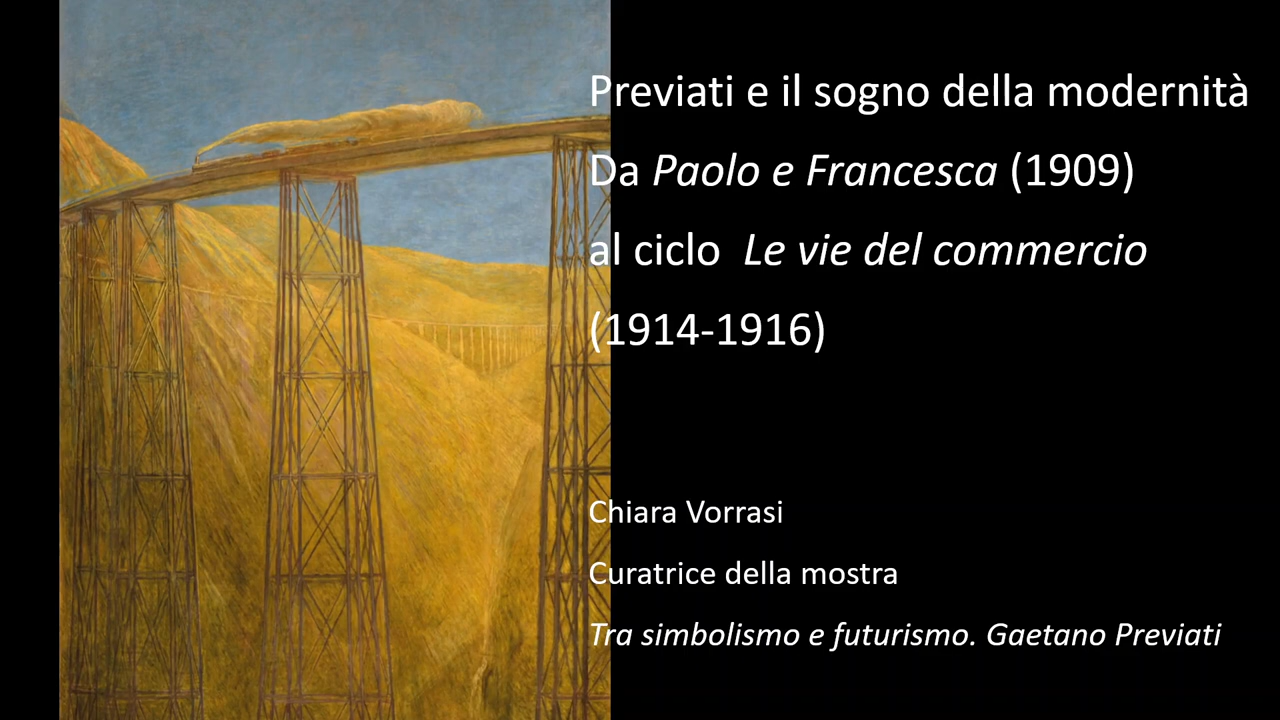 Previati e il sogno della modernità
Da Paolo e Francesca (1909)
al ciclo Le vie del commercio
(1914-1916)
Chiara Vorrasi
Curatrice della mostra
Tra simbolismo e futurismo. Gaetano Previati